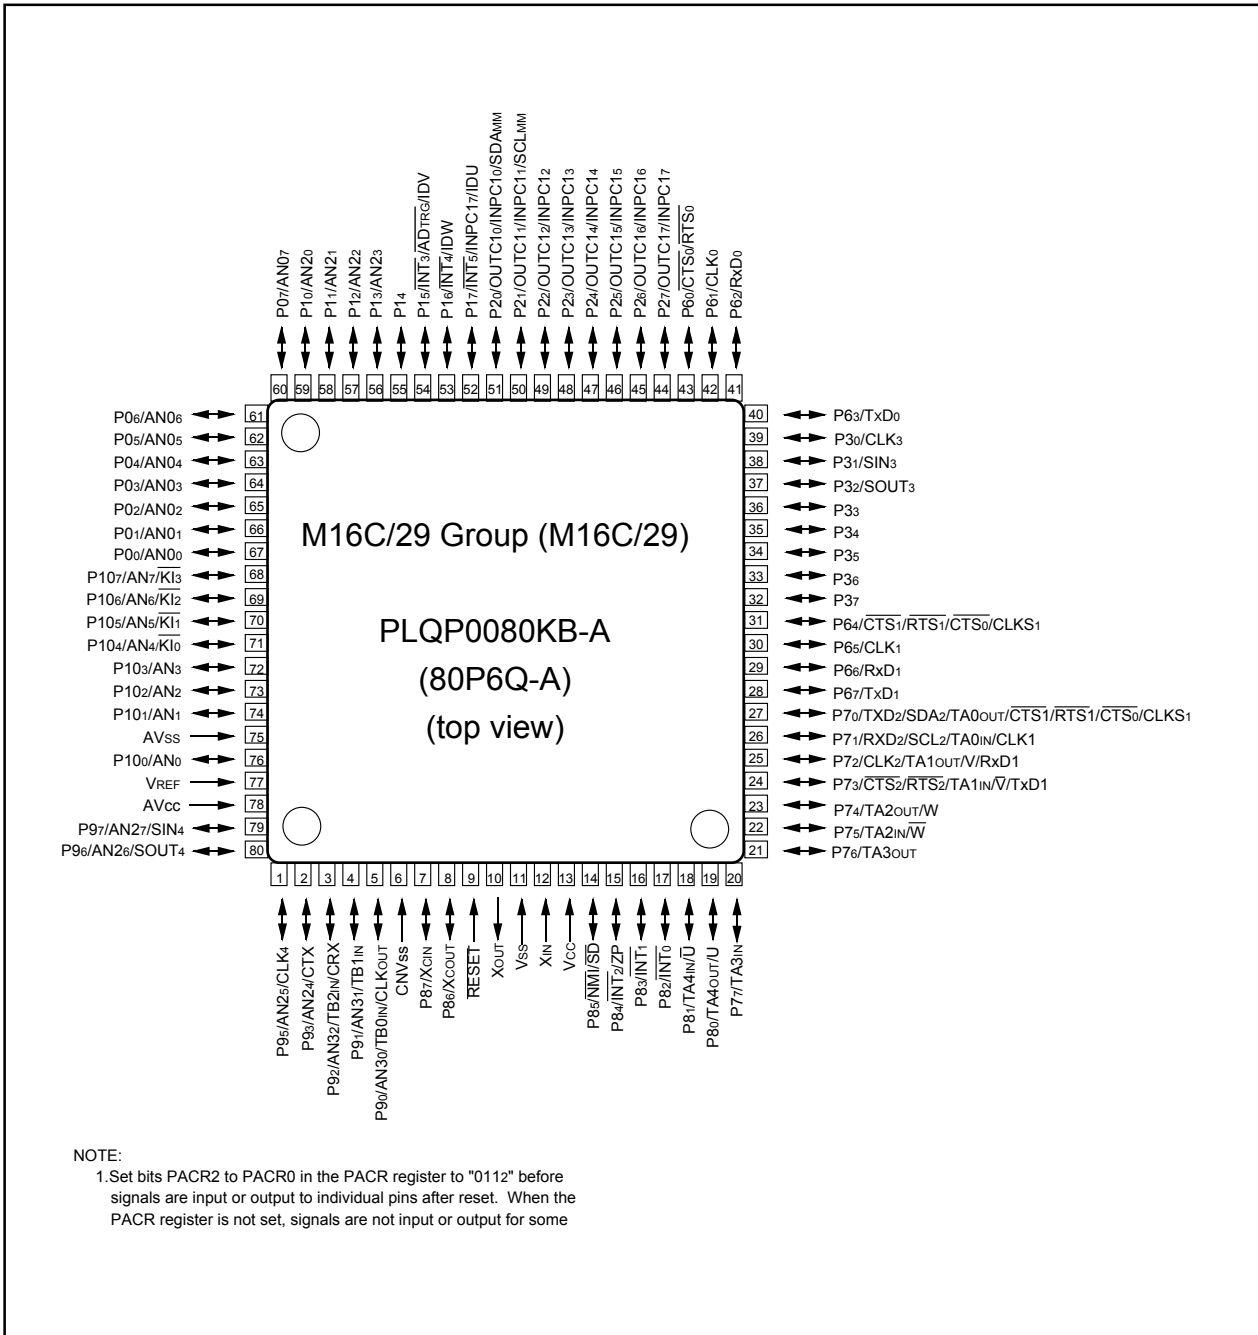 P07/AN07
P10/AN20
P11/AN21
P12/AN22
P13/AN23
P14
P15/INT3/ADTRG/IDV
P16/INT4/IDW
P17/INT5/INPC17/IDU
P20/OUTC10/INPC10/SDAMM
P21/OUTC11/INPC11/SCLMM
P22/OUTC12/INPC12
P23/OUTC13/INPC13
P24/OUTC14/INPC14
P25/OUTC15/INPC15
P26/OUTC16/INPC16
P27/OUTC17/INPC17
P60/CTS0/RTS0
P61/CLK0
P62/RxD0
60 59 58 57 56 55 54 53 52 51 50 49 48 47 46 45 44 43 42 41
P06/AN06 61
P05/AN05 62
P04/AN04 63
P03/AN03 64
P02/AN02 65
P01/AN01 66
P00/AN00 67
P107/AN7/KI3 68
P106/AN6/KI2 69
P105/AN5/KI1 70
P104/AN4/KI0 71
P103/AN3 72
P102/AN2 73
P101/AN1 74
AVSS 75
P100/AN0 76
VREF 77
AVCC 78
P97/AN27/SIN4 79
P96/AN26/SOUT4 80
M16C/29 Group (M16C/29)
PLQP0080KB-A
(80P6Q-A)
(top view)
40 P63/TxD0
39 P30/CLK3
38 P31/SIN3
37 P32/SOUT3
36 P33
35 P34
34 P35
33 P36
32 P37
31 P64/CTS1/RTS1/CTS0/CLKS1
30 P65/CLK1
29 P66/RxD1
28 P67/TxD1
27 P70/TXD2/SDA2/TA0OUT/CTS1/RTS1/CTS0/CLKS1
26 P71/RXD2/SCL2/TA0IN/CLK1
25 P72/CLK2/TA1OUT/V/RxD1
24 P73/CTS2/RTS2/TA1IN/V/TxD1
23 P74/TA2OUT/W
22 P75/TA2IN/W
21 P76/TA3OUT
1 2 3 4 5 6 7 8 9 10 11 12 13 14 15 16 17 18 19 20
P95/AN25/CLK4
P93/AN24/CTX
P92/AN32/TB2IN/CRX
P91/AN31/TB1IN
P90/AN30/TB0IN/CLKOUT
CNVSS
P87/XCIN
P86/XCOUT
RESET
XOUT
VSS
XIN
VCC
P85/NMI/SD
P84/INT2/ZP
P83/INT1
P82/INT0
P81/TA4IN/U
P80/TA4OUT/U
P77/TA3IN
NOTE:
1.Set bits PACR2 to PACR0 in the PACR register to "0112" before
signals are input or output to individual pins after reset. When the
PACR register is not set, signals are not input or output for some